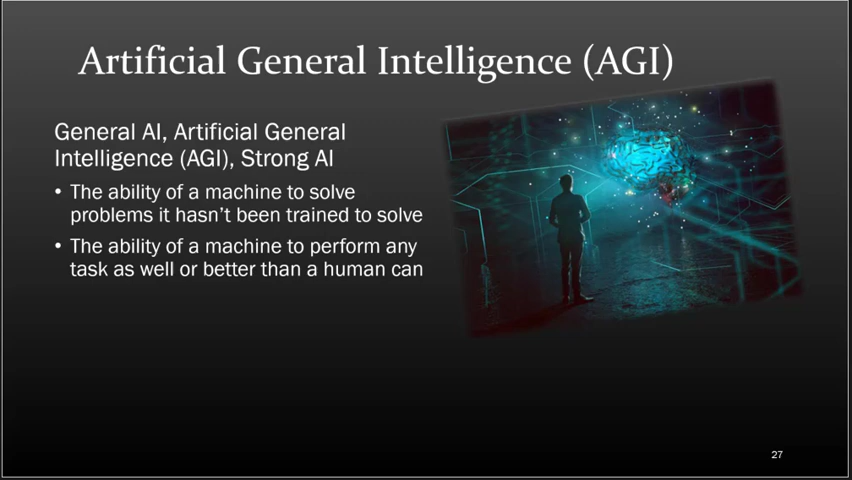 Artificial General Intelligence (AGI)
General AI, Artificial General
Intelligence (AGI), Strong AI
• The ability of a machine to solve
problems it hasn't been trained to solve
• The ability of a machine to perform any
task as well or better than a human can
27